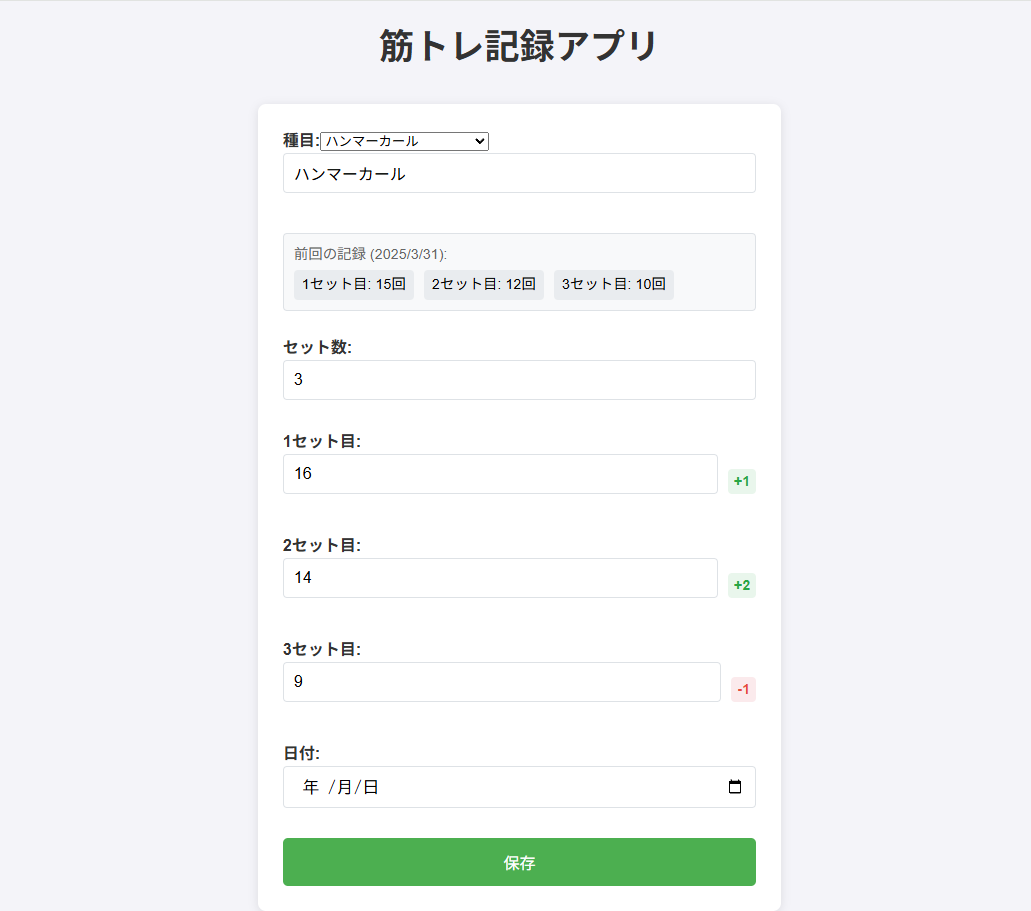 筋トレ記録アプリ
種目: ハンマーカール
ハンマーカール
前回の記録 (2025/3/31):
1セット目: 15回 2セット目: 12回 3セット目: 10回
セット数:
3
1セット目:
16 +1
2セット目:
14 +2
3セット目:
9 -1
日付:
年 /月/日
保存